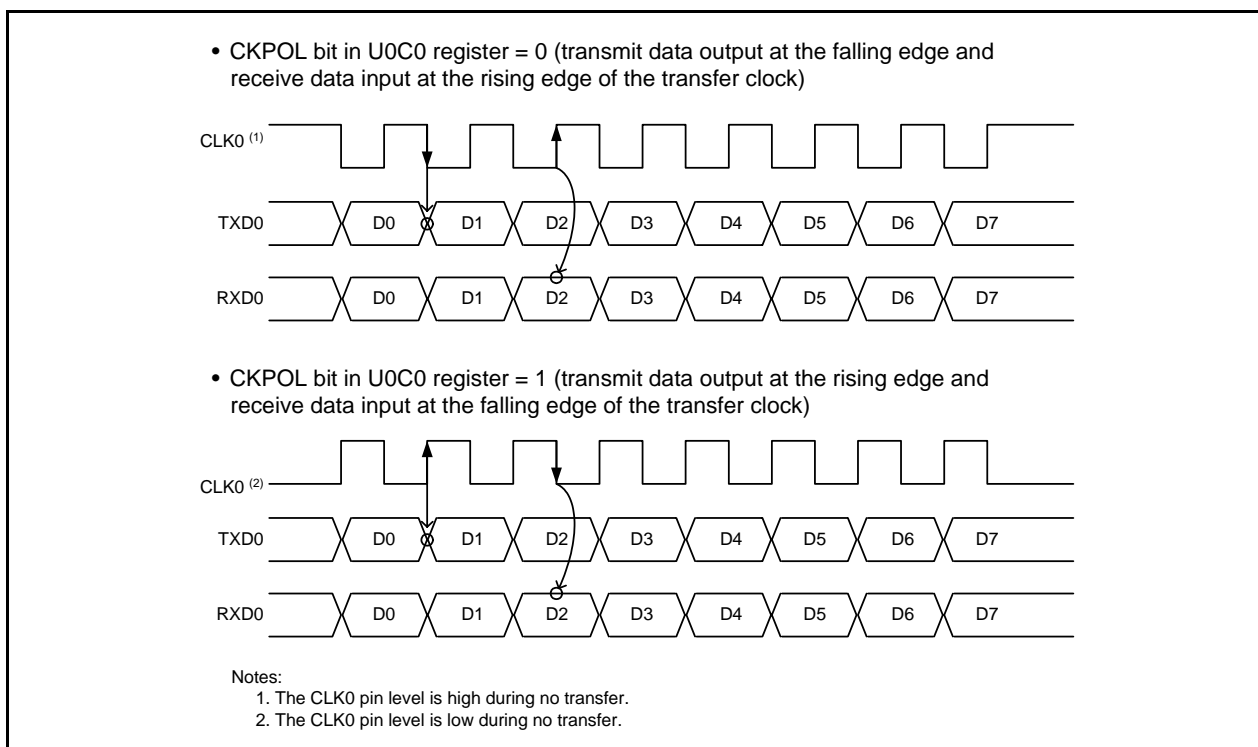 • CKPOL bit in U0C0 register = 0 (transmit data output at the falling edge and
receive data input at the rising edge of the transfer clock)
CLK0 (1)
TXD0 D0 D1 D2 D3 D4 D5 D6 D7
RXD0 D0 D1 D2 D3 D4 D5 D6 D7
• CKPOL bit in U0C0 register = 1 (transmit data output at the rising edge and
receive data input at the falling edge of the transfer clock)
CLK0 (2)
TXD0 D0 D1 D2 D3 D4 D5 D6 D7
RXD0 D0 D1 D2 D3 D4 D5 D6 D7
Notes:
1. The CLK0 pin level is high during no transfer.
2. The CLK0 pin level is low during no transfer.